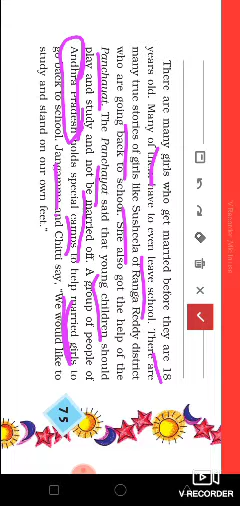 There are many girls who get married before they are 18
years old. Many of them have to even leave school. There are
many true stories of girls like Susheela of Ranga Reddy district
who are going back to school. She also got the help of the
Panchayat. The Panchayat said that young children should
play and study and not be married off. A group of people of
Andhra Pradesh holds special camps to help married girls to
go back to school. and Chitti say, "We would like to
study and stand on our own feet."
75
V-RECORDER